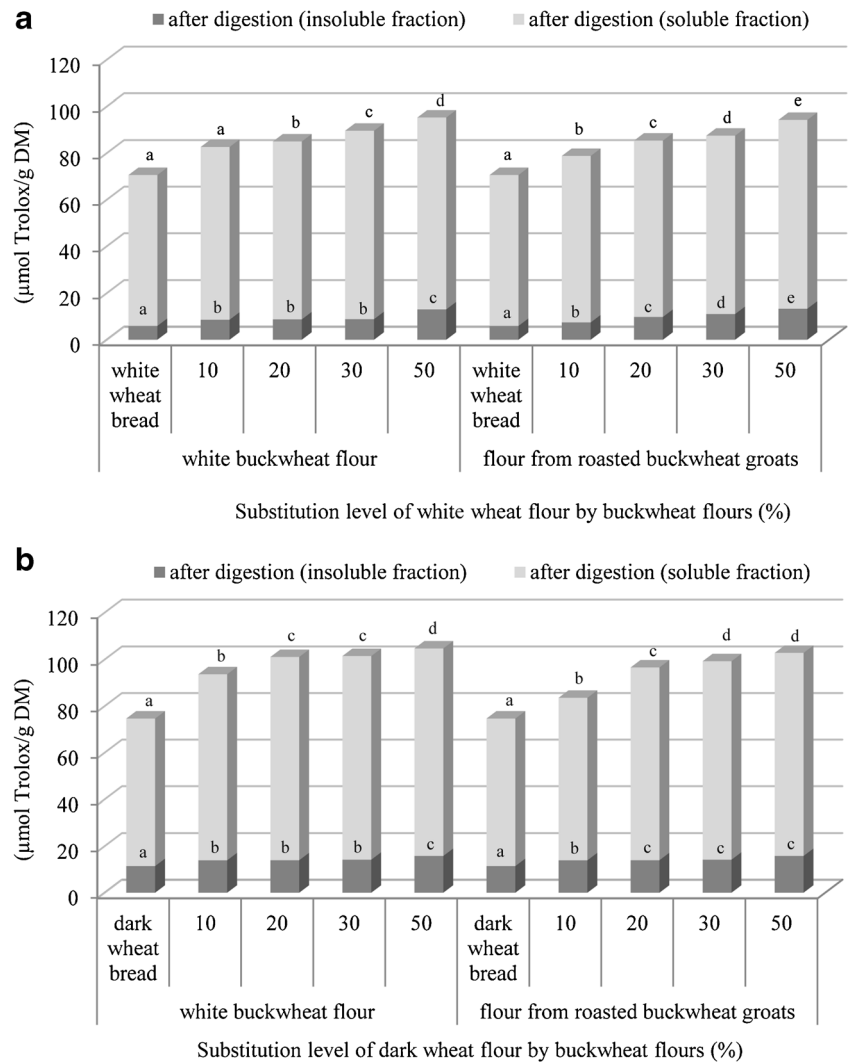 a
after digestion (insoluble fraction) after digestion (soluble fraction)
(μmol Trolox/g DM)
120
100
80
60
40
20
0
a a b c d a b c d e
a b b b c a b c d e
white wheat bread 10 20 30 50 white wheat bread 10 20 30 50
white buckwheat flour flour from roasted buckwheat groats
Substitution level of white wheat flour by buckwheat flours (%)
b
after digestion (insoluble fraction) after digestion (soluble fraction)
(μmol Trolox/g DM)
120
100
80
60
40
20
0
a b c c d a b c d d
a b b b c a b c c c
dark wheat bread 10 20 30 50 dark wheat bread 10 20 30 50
white buckwheat flour flour from roasted buckwheat groats
Substitution level of dark wheat flour by buckwheat flours (%)